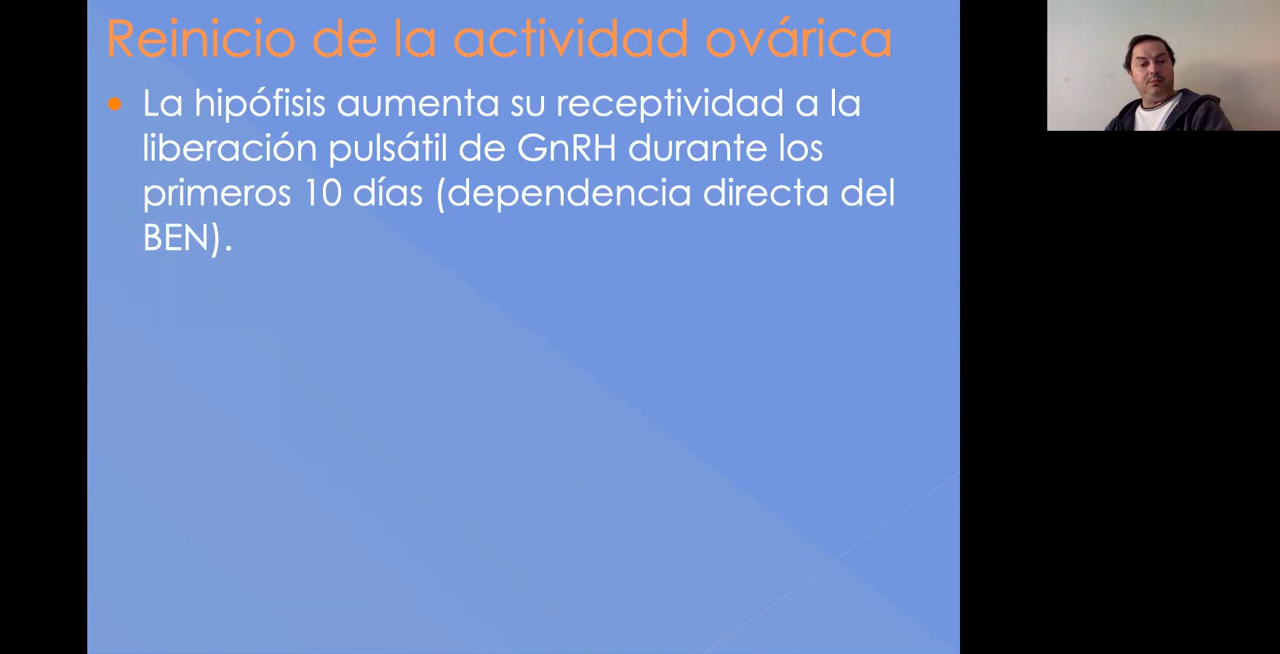 Reinicio de la actividad ovárica
La hipófisis aumenta su receptividad a la
liberación pulsátil de GnRH durante los
primeros 10 días (dependencia directa del
BEN).